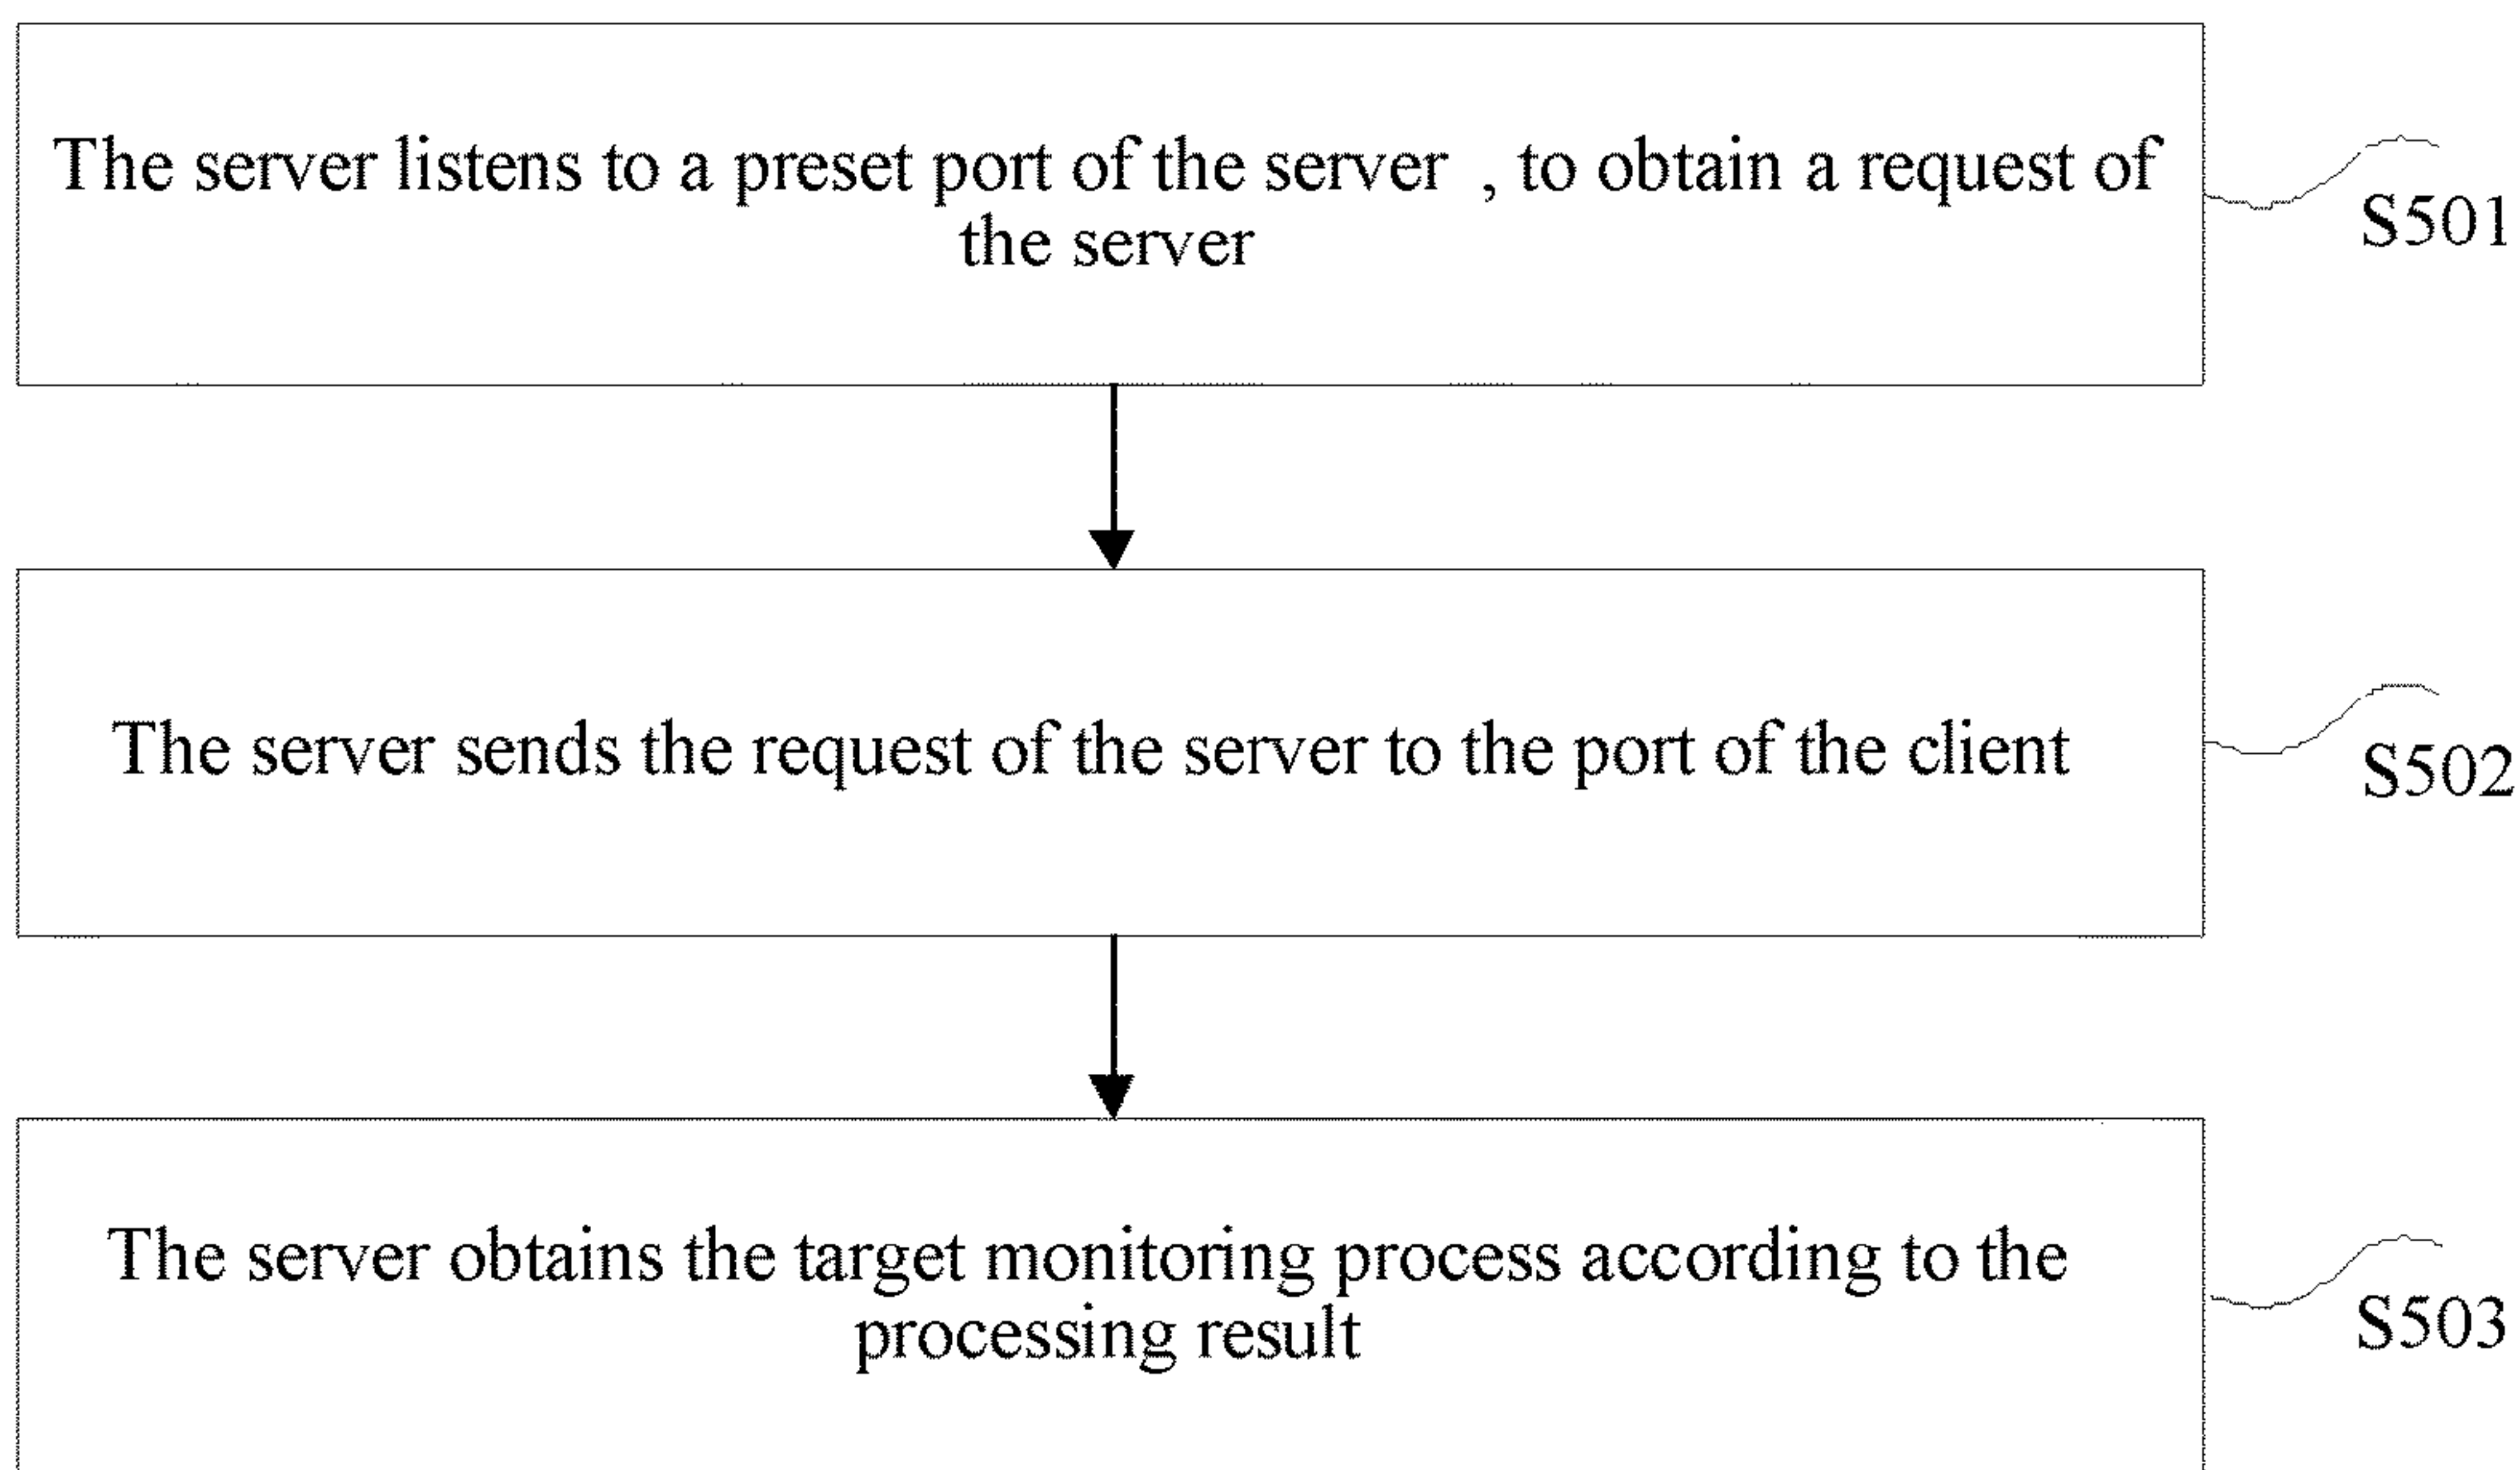 The server listens to a preset port of the server , to obtain a request of
the server
S501
The server sends the request of the server to the port of the client
S502
The server obtains the target monitoring process according to the
processing result
S503